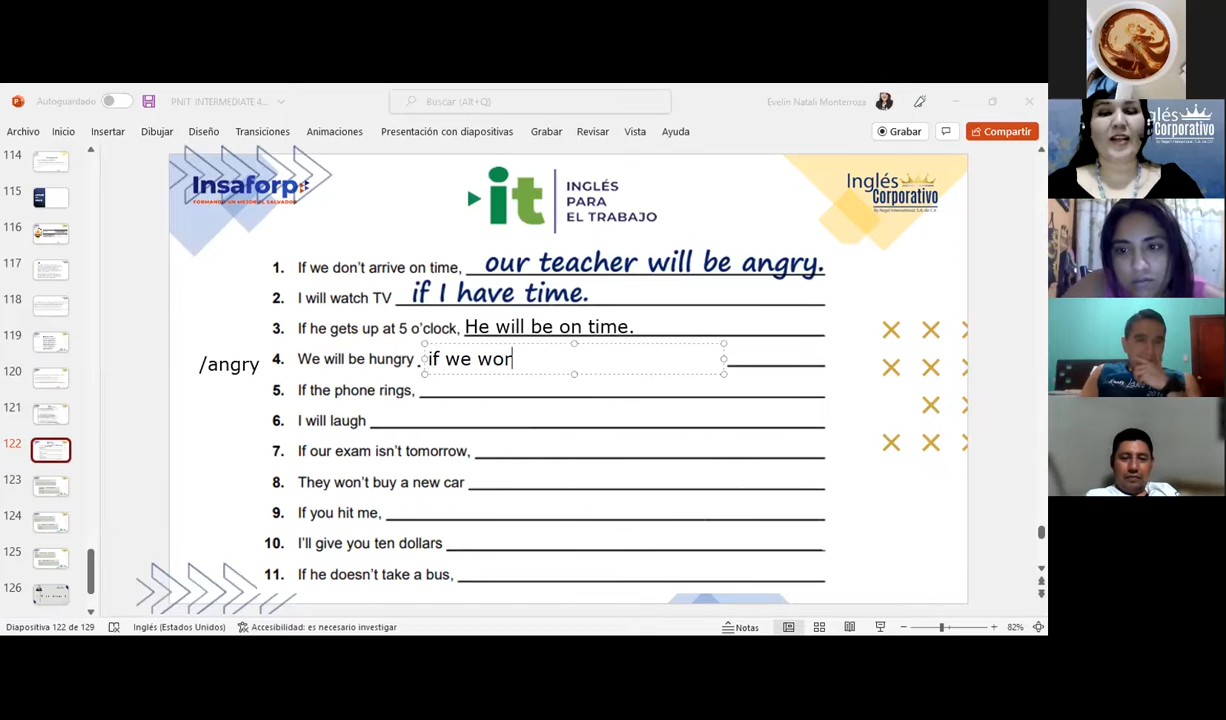 Autoguardado
PNIT INTERMEDIATE 4...
Buscar (Alt+Q)
Evelin Natali Monterroza
Archivo Inicio Insertar Dibujar Diseño Transiciones Animaciones Presentación con diapositivas Grabar Revisar Vista Ayuda
Grabar
Compartir
114
115
116
117
118
119
120
121
122
123
124
125
126
Insaforp
FORMANDO UN MEJOR EL SALVADOR
it
INGLÉS
PARA
EL TRABAJO
Inglés
Corporativo
1. If we don't arrive on time, our teacher will be angry.
2. I will watch TV if I have time.
3. If he gets up at 5 o'clock, He will be on time.
/angry 4. We will be hungry if we wor
5. If the phone rings,
6. I will laugh
7. If our exam isn't tomorrow,
8. They won't buy a new car
9. If you hit me,
10. I'll give you ten dollars
11. If he doesn't take a bus,
Diapositiva 122 de 129
Inglés (Estados Unidos)
Accesibilidad: es necesario investigar
Notas
82%
glés
Corporativo